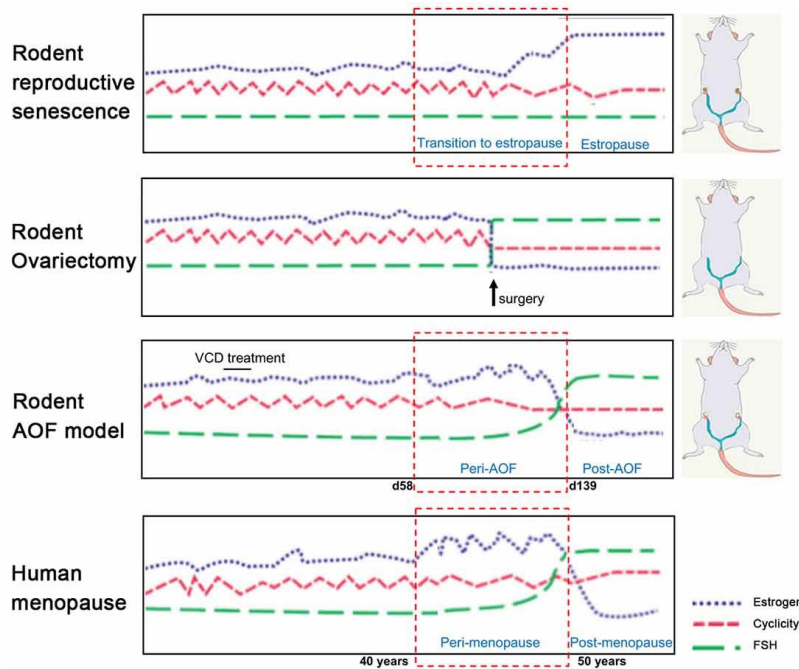 Rodent
reproductive
senescence
Transition to estropause
Estropause
Rodent
Ovariectomy
surgery
VCD treatment
Rodent
AOF model
Peri-AOF
Post-AOF
d58
d139
Human
menopause
Peri-menopause
Post-menopause
40 years
50 years
Estrogen
Cyclicity
FSH